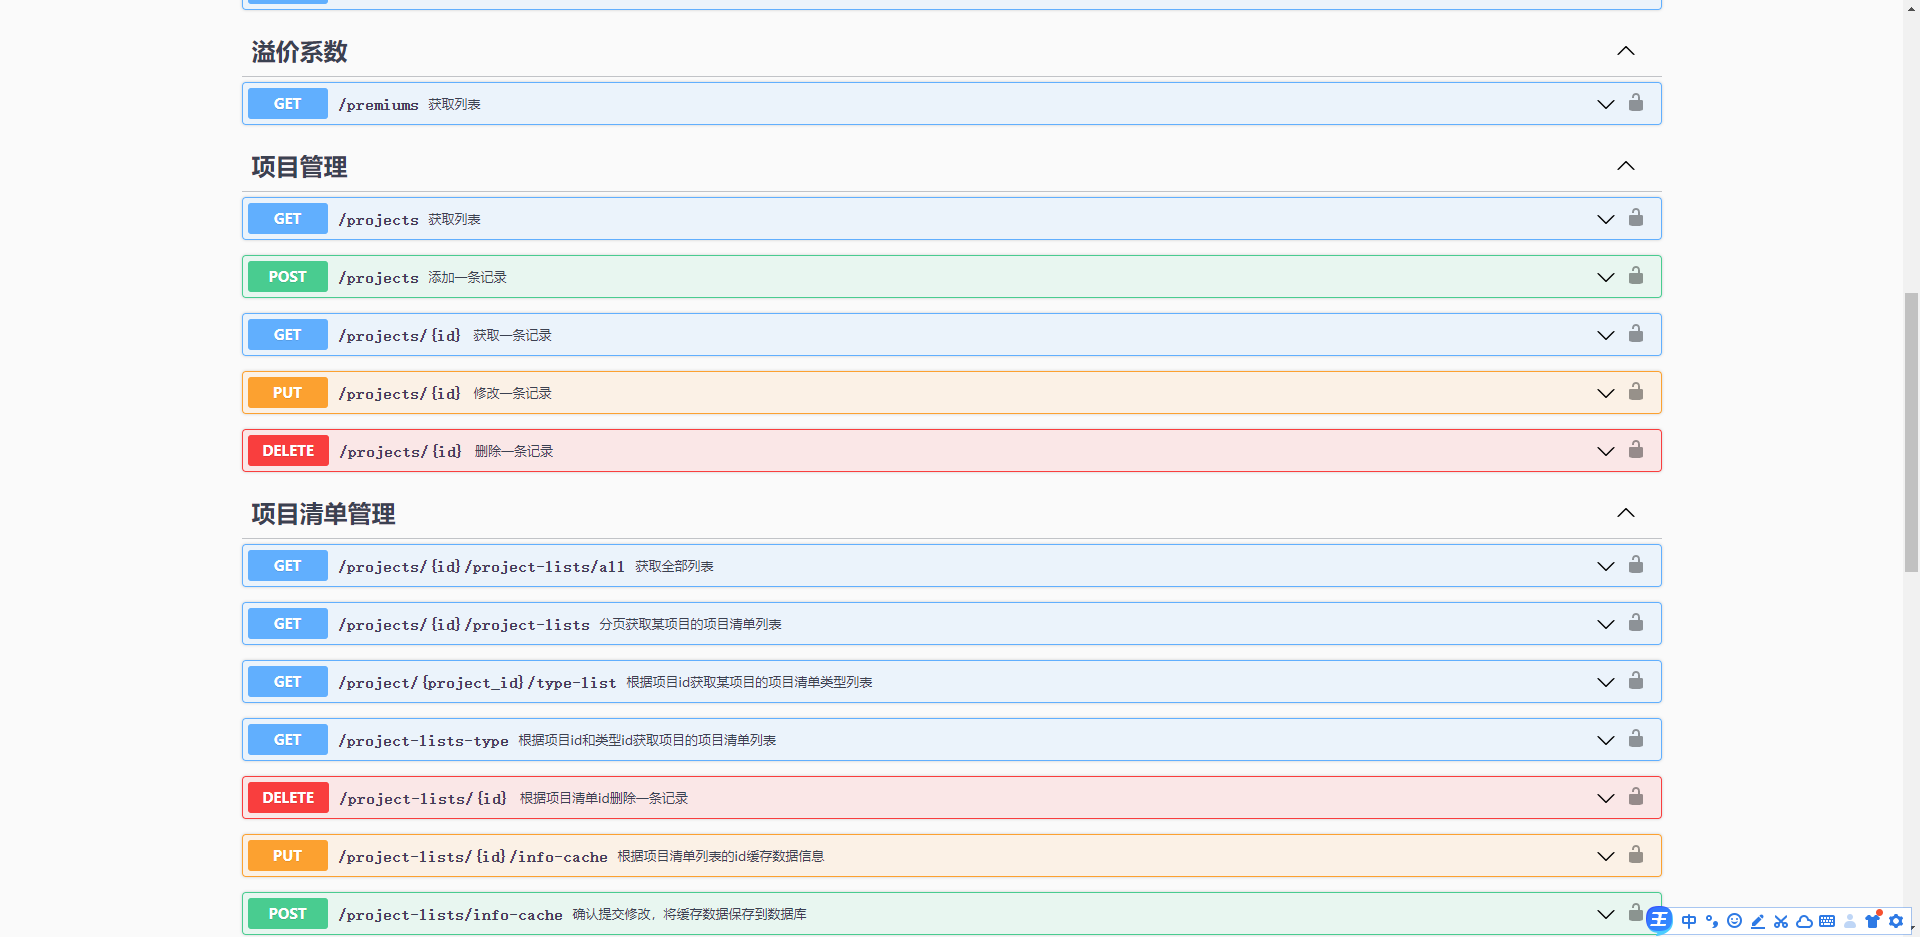 溢价系数
GET /premiums 获取列表
项目管理
GET /projects 获取列表
POST /projects 添加一条记录
GET /projects/{id} 获取一条记录
PUT /projects/{id} 修改一条记录
DELETE /projects/{id} 删除一条记录
项目清单管理
GET /projects/{id}/project-lists/all 获取全部列表
GET /projects/{id}/project-lists 分页获取某项目的项目清单列表
GET /project/{project_id}/type-list 根据项目id获取某项目的项目清单类型列表
GET /project-lists-type 根据项目id和类型id获取项目的项目清单列表
DELETE /project-lists/{id} 根据项目清单id删除一条记录
PUT /project-lists/{id}/info-cache 根据项目清单列表的id缓存数据信息
POST /project-lists/info-cache 确认提交修改，将缓存数据保存到数据库
王 中